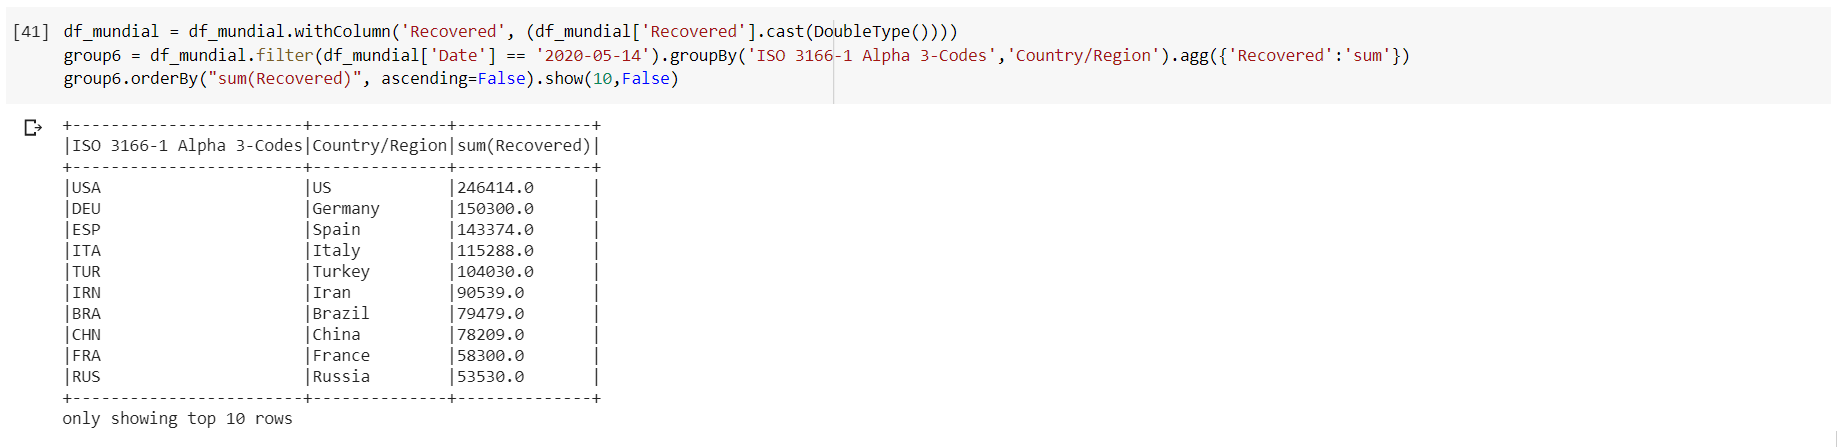 [41] df_mundial = df_mundial.withColumn('Recovered', (df_mundial['Recovered'].cast(DoubleType())))
group6 = df_mundial.filter(df_mundial['Date'] == '2020-05-14').groupBy('ISO 3166-1 Alpha 3-Codes','Country/Region').agg({'Recovered':'sum'})
group6.orderBy("sum(Recovered)", ascending=False).show(10,False)
+------------------------+--------------+--------------+
|ISO 3166-1 Alpha 3-Codes|Country/Region|sum(Recovered)|
+------------------------+--------------+--------------+
|USA                     |US            |246414.0      |
|DEU                     |Germany       |150300.0      |
|ESP                     |Spain         |143374.0      |
|ITA                     |Italy         |115288.0      |
|TUR                     |Turkey        |104030.0      |
|IRN                     |Iran          |90539.0       |
|BRA                     |Brazil        |79479.0       |
|CHN                     |China         |78209.0       |
|FRA                     |France        |58300.0       |
|RUS                     |Russia        |53530.0       |
+------------------------+--------------+--------------+
only showing top 10 rows